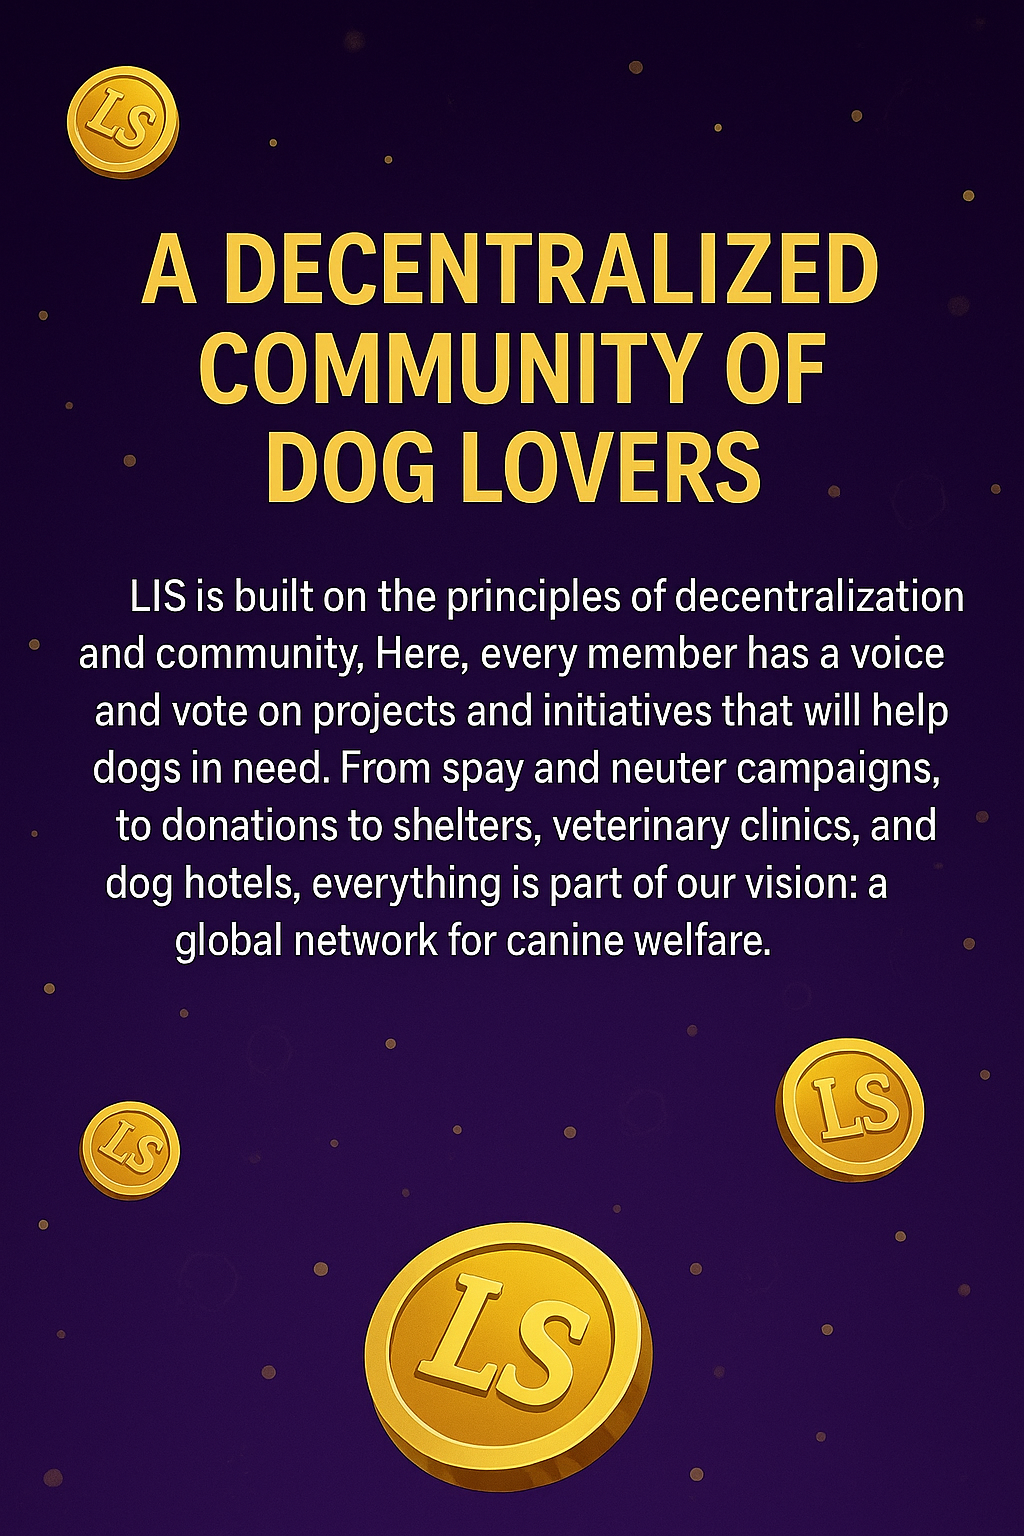 LS
A DECENTRALIZED
COMMUNITY OF
DOG LOVERS
LIS is built on the principles of decentralization
and community, Here, every member has a voice
and vote on projects and initiatives that will help
dogs in need. From spay and neuter campaigns,
to donations to shelters, veterinary clinics, and
dog hotels, everything is part of our vision: a
global network for canine welfare.
LS
LS
LS